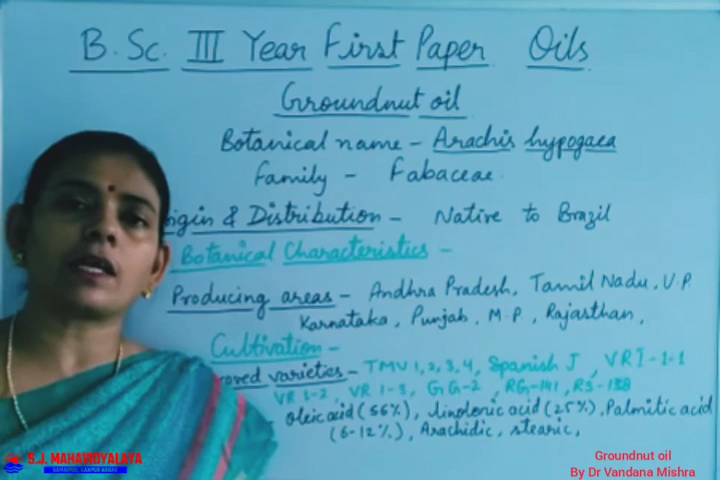 B.Sc. III Year First Paper Oils
Groundnut oil
Botanical name - Arachis hypogaea
Family - Fabaceae.
igin & Distribution - Native to Brazil
Botanical Characteristics -
Producing areas - Andhra Pradesh, Tamil Nadu, U.P.
Karnataka, Punjab, M.P., Rajasthan,
Cultivation -
oved varieties - TMV 1, 2, 3, 4, Spanish J, VRI-1-1
VR 1-2, VR 1-3, GG-2, RG-141, RS-138
oleic acid (56%), linolenic acid (25%), Palmitic acid
(6-12%), Arachidic, stearic,
S.J. MAHAVIDYALAYA
Groundnut oil
By Dr Vandana Mishra